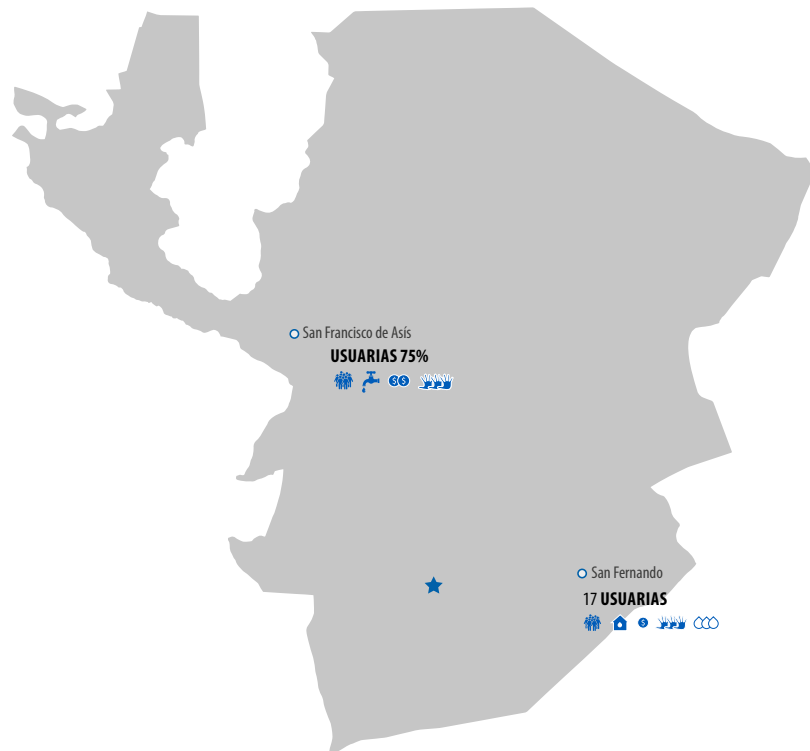 San Francisco de Asís
USUARIAS 75%
$ $
San Fernando
17 USUARIAS
$